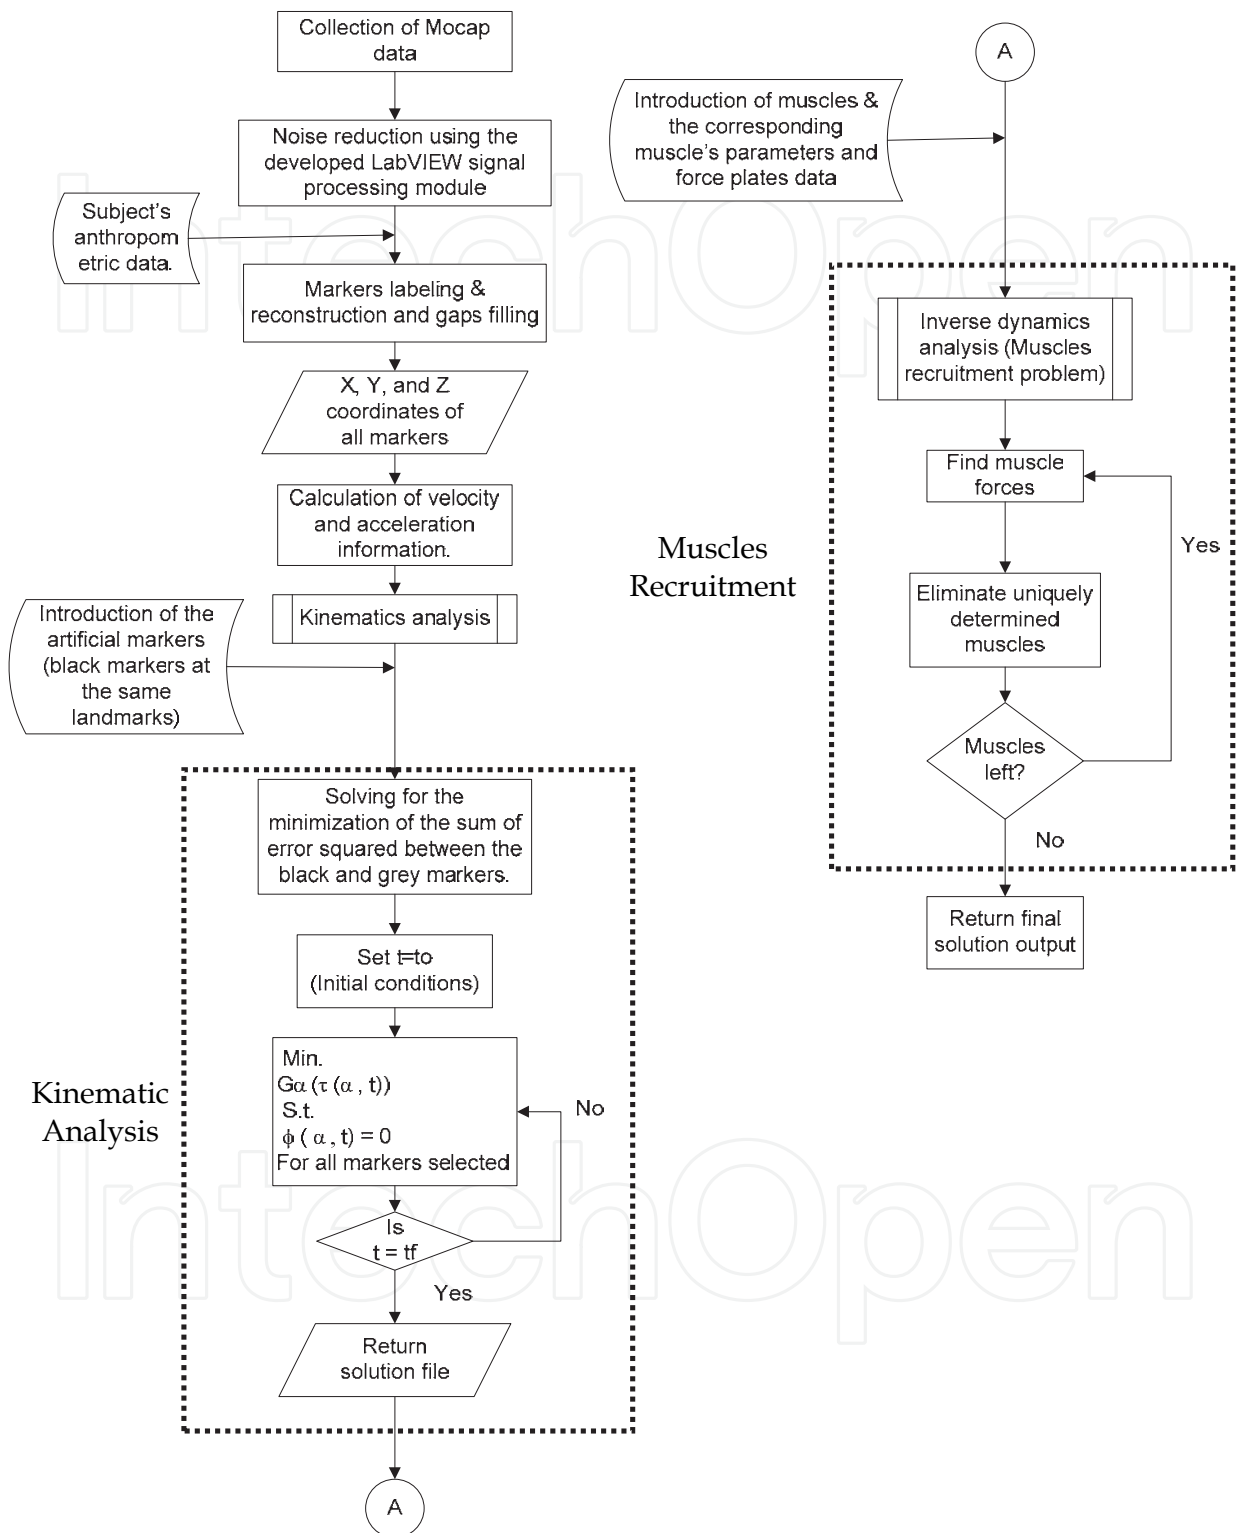 Collection of Mocap
data
Noise reduction using the
developed LabVIEW signal
processing module
Subject's
anthropom
etric data.
Markers labeling &
reconstruction and gaps filling
X, Y, and Z
coordinates of
all markers
Calculation of velocity
and acceleration
information.
Kinematics analysis
Introduction of the
artificial markers
(black markers at
the same
landmarks)
Solving for the
minimization of the sum of
error squared between the
black and grey markers.
Set t=to
(Initial conditions)
Min.
Gα (τ (α , t))
S.t.
ϕ ( α , t) = 0
For all markers selected
No
Is
t = tf
Yes
Return
solution file
Kinematic
Analysis
A
A
Introduction of muscles &
the corresponding
muscle's parameters and
force plates data
Inverse dynamics
analysis (Muscles
recruitment problem)
Find muscle
forces
Yes
Eliminate uniquely
determined
muscles
Muscles
left?
No
Return final
solution output
Muscles
Recruitment
IntechOpen
IntechOpen